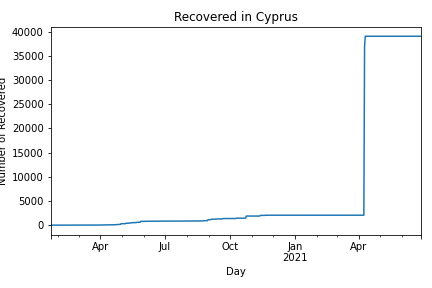 Recovered in Cyprus
Number of Recovered
40000
35000
30000
25000
20000
15000
10000
5000
0
Apr
Jul
Oct
Jan
2021
Apr
Day